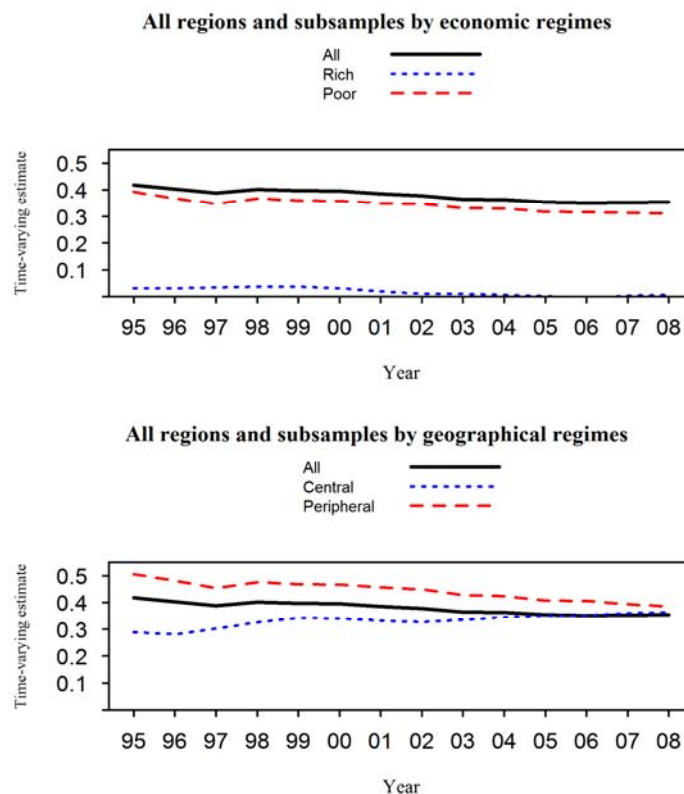 All regions and subsamples by economic regimes
All
Rich
Poor
Time-varying estimate
0.5
0.4
0.3
0.2
0.1
95 96 97 98 99 00 01 02 03 04 05 06 07 08
Year
All regions and subsamples by geographical regimes
All
Central
Peripheral
Time-varying estimate
0.5
0.4
0.3
0.2
0.1
95 96 97 98 99 00 01 02 03 04 05 06 07 08
Year